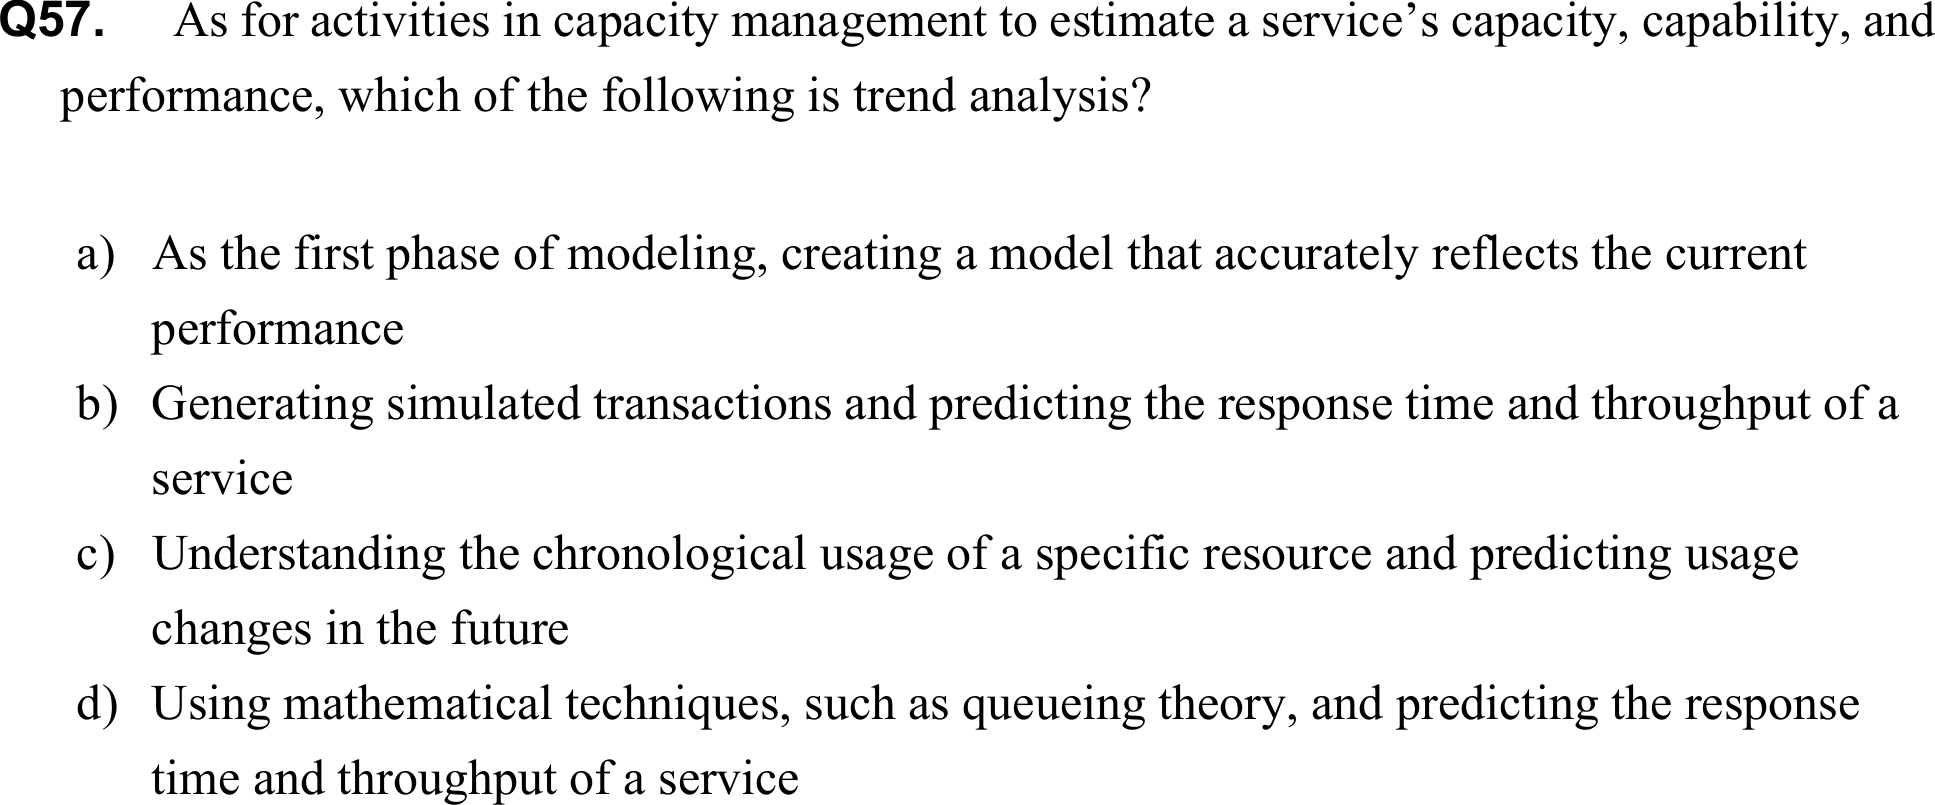 Q57. As for activities in capacity management to estimate a service’s capacity, capability, and
performance, which of the following is trend analysis?
a) As the first phase of modeling, creating a model that accurately reflects the current
performance
b) Generating simulated transactions and predicting the response time and throughput of a
service
c) Understanding the chronological usage of a specific resource and predicting usage
changes in the future
d) Using mathematical techniques, such as queueing theory, and predicting the response
time and throughput of a service